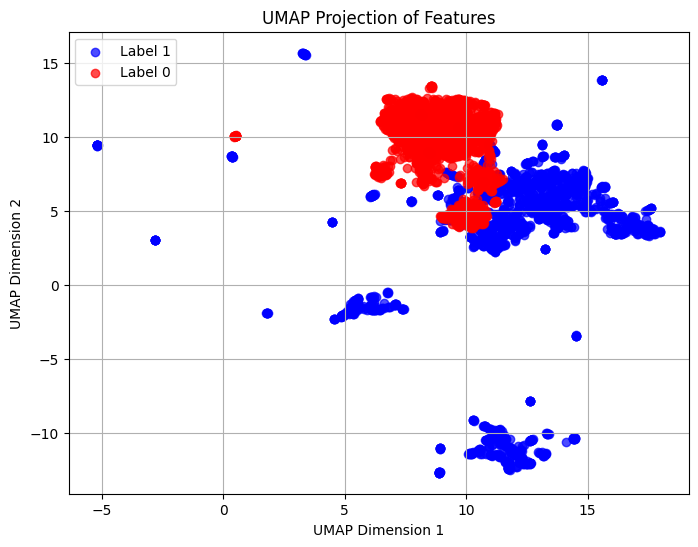 UMAP Projection of Features
Label 1
Label 0
UMAP Dimension 2
15
10
5
0
−5
−10
−5
0
5
10
15
UMAP Dimension 1